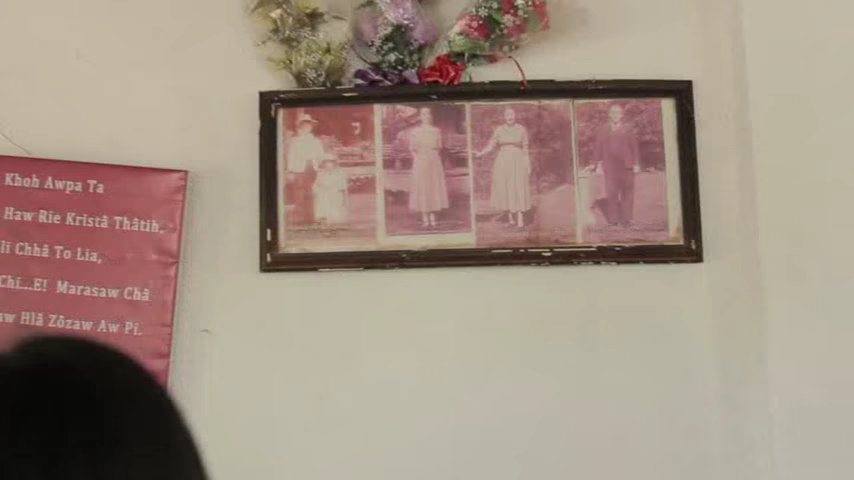 Khoh Awpa Ta
Haw Rie Kristâ Thâtih,
Chhâ To Lia,
Chi...E! Marasaw Châ
Hlâ Zôzaw Aw Pi.